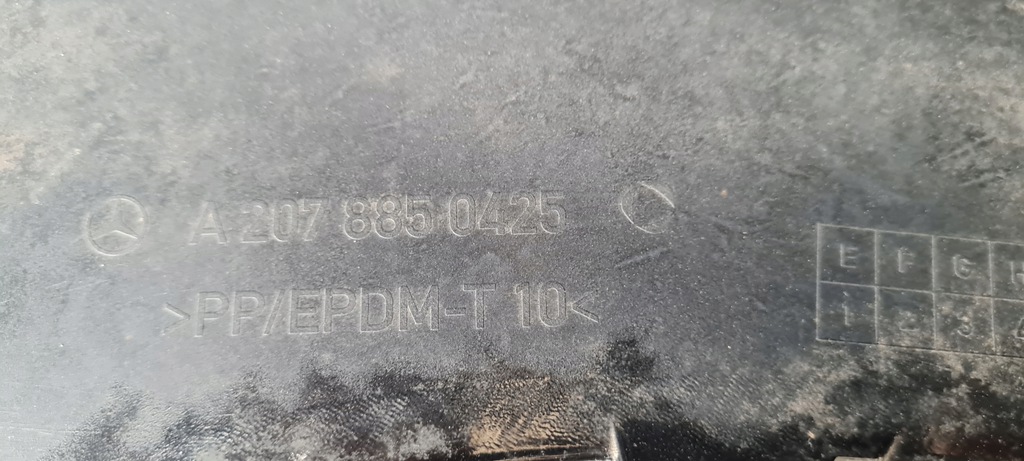 A 207 885 0425
>PP/EPDM-T 10<
E F G H
1 2 3 4